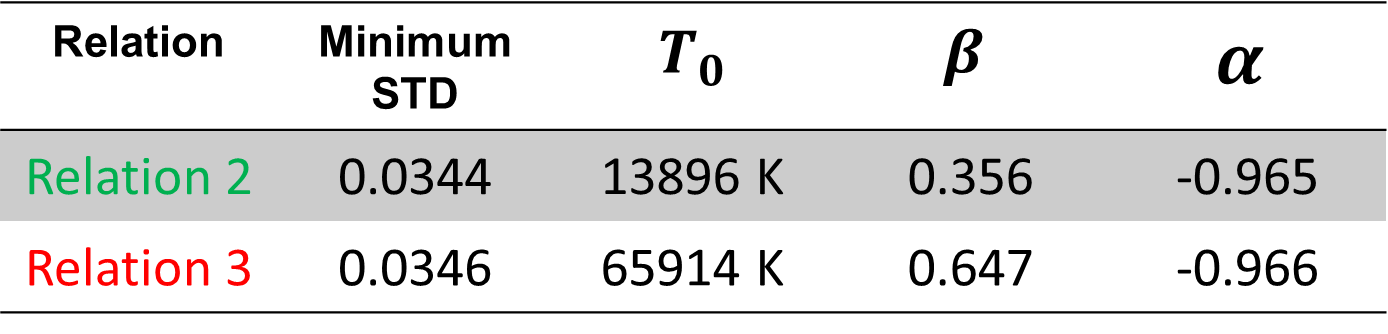 Relation Minimum STD T₀ β α
Relation 2 0.0344 13896 K 0.356 -0.965
Relation 3 0.0346 65914 K 0.647 -0.966